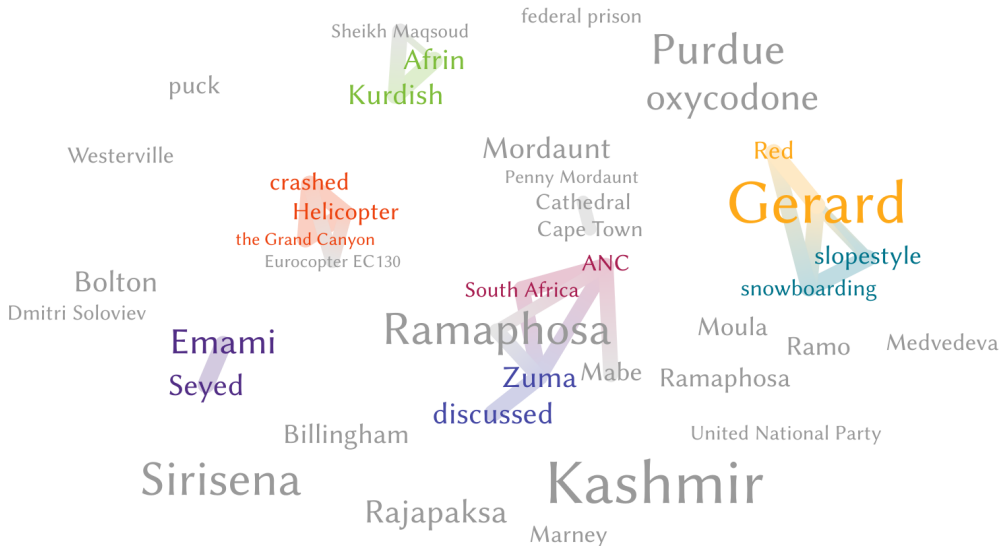 federal prison
Sheikh Maqsoud
Purdue
Afrin
puck
Kurdish
oxycodone
Mordaunt
Red
Westerville
Penny Mordaunt
crashed
Cathedral
Gerard
Helicopter
Cape Town
the Grand Canyon
slopestyle
Eurocopter EC130
ANC
Bolton
South Africa
snowboarding
Dmitri Soloviev
Ramaphosa
Moula
Emami
Ramo
Medvedeva
Zuma
Mabe
Ramaphosa
Seyed
discussed
Billingham
United National Party
Sirisena
Kashmir
Rajapaksa
Marney